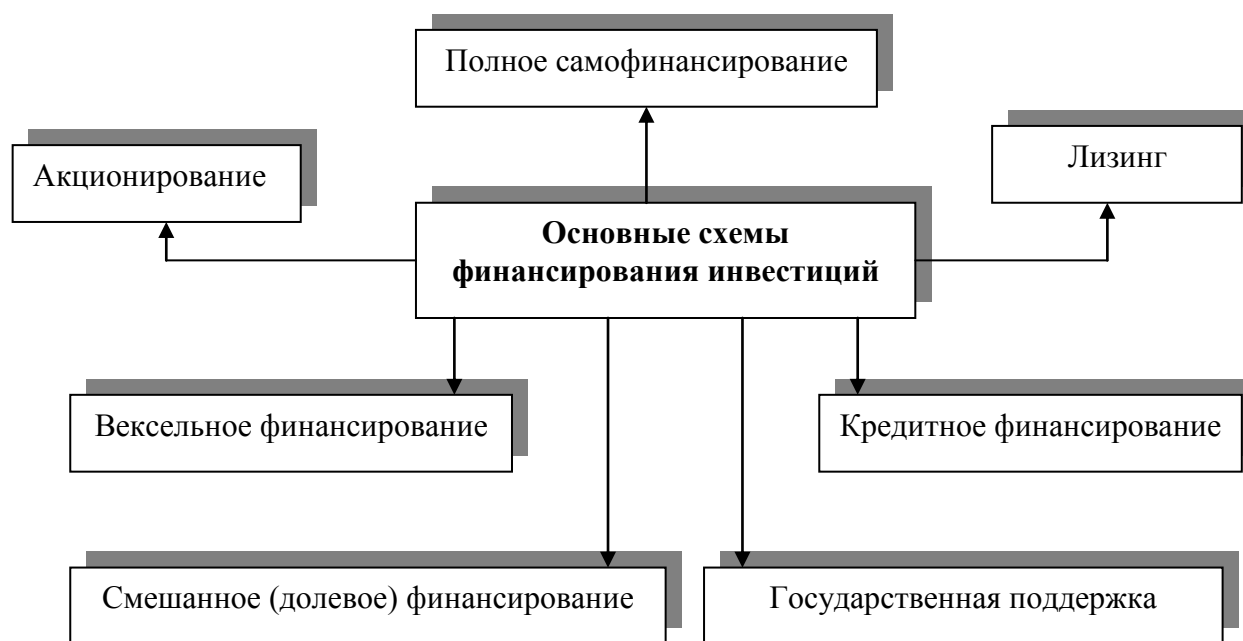 Полное самофинансирование
Акционирование
Лизинг
Основные схемы
финансирования инвестиций
Вексельное финансирование
Кредитное финансирование
Смешанное (долевое) финансирование
Государственная поддержка